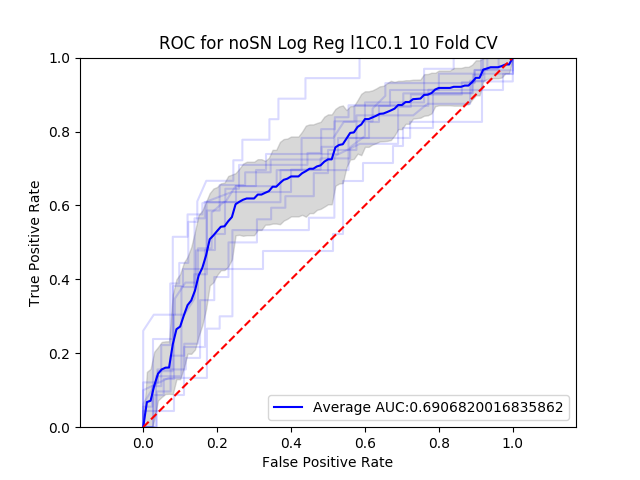 ROC for noSN Log Reg l1C0.1 10 Fold CV
True Positive Rate
1.0
0.8
0.6
0.4
0.2
0.0
Average AUC:0.6906820016835862
0.0 0.2 0.4 0.6 0.8 1.0
False Positive Rate